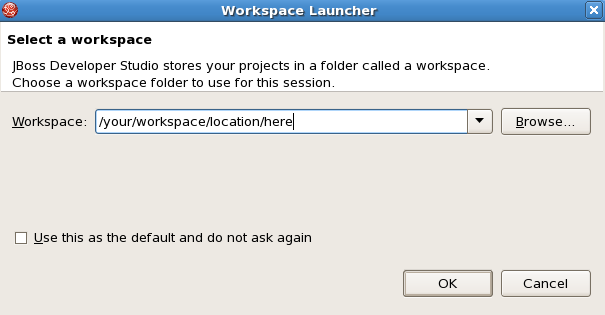 Workspace Launcher
Select a workspace
JBoss Developer Studio stores your projects in a folder called a workspace.
Choose a workspace folder to use for this session.
Workspace: /your/workspace/location/here Browse...
Use this as the default and do not ask again
OK Cancel